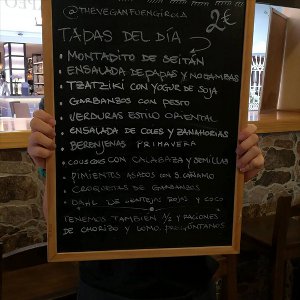 @THEVEGANFUENGIROLA
2€
TAPAS DEL DÍA
• MONTADITO DE SEITÁN
• ENSALADA DE PAPAS Y
• TZATZIKI CON YOGUR DE SOJA
• GARBANZOS CON PESTO
• VERDURAS ESTILO ORIENTAL
• ENSALADA DE COLES Y ZANAHORIAS
• BERENJENAS PRIMAVERA
• COUSCOUS CON CALABAZA Y SEMILLAS
• PIMIENTOS ASADOS CON S. CÁÑAMO
• CROQUETAS DE GARBANZOS
• DAHL DE LENTEJAS ROJAS Y COCO
TENEMOS TAMBIÉN 1/2 Y RACIONES
DE CHORIZO Y LOMO. PREGÚNTANOS